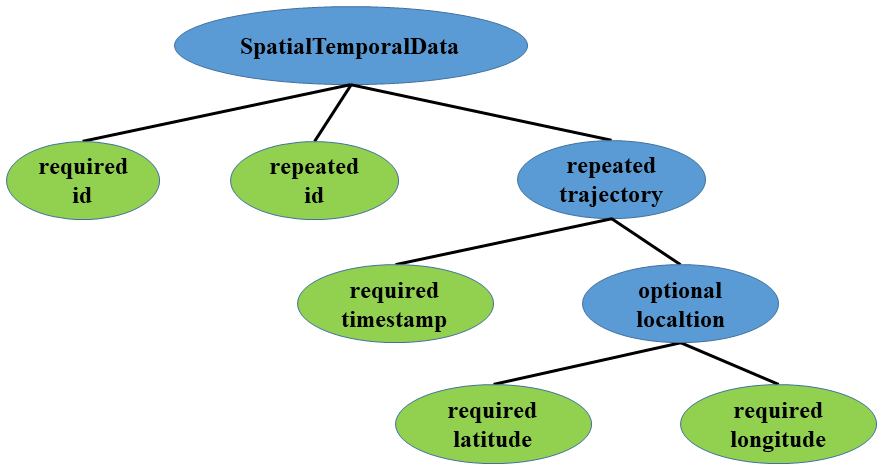 SpatialTemporalData
required
id
repeated
id
repeated
trajectory
required
timestamp
optional
localtion
required
latitude
required
longitude